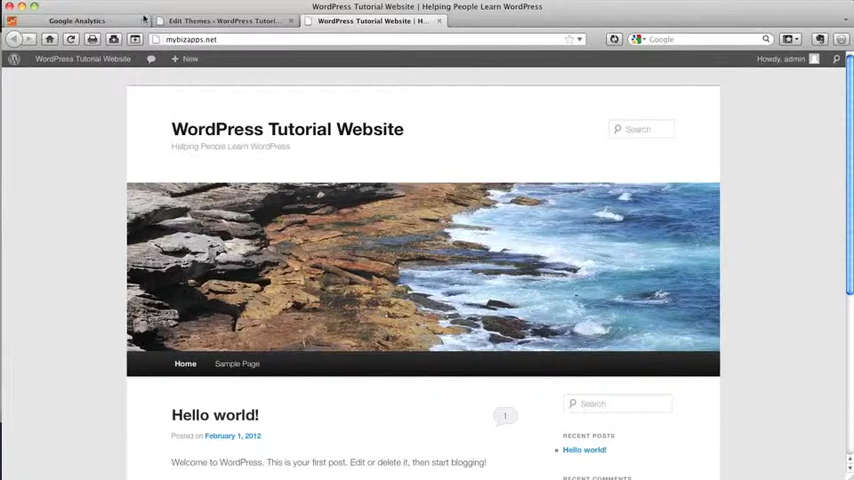 WordPress Tutorial Website | Helping People Learn WordPress
Google Analytics
Edit Themes ‹ WordPress Tutori...
WordPress Tutorial Website | H...
mybizapps.net
Google
WordPress Tutorial Website
New
Howdy, admin
WordPress Tutorial Website
Search
Helping People Learn WordPress
Home
Sample Page
Hello world!
1
Search
Posted on February 1, 2012
RECENT POSTS
Hello world!
Welcome to WordPress. This is your first post. Edit or delete it, then start blogging!
RECENT COMMENTS